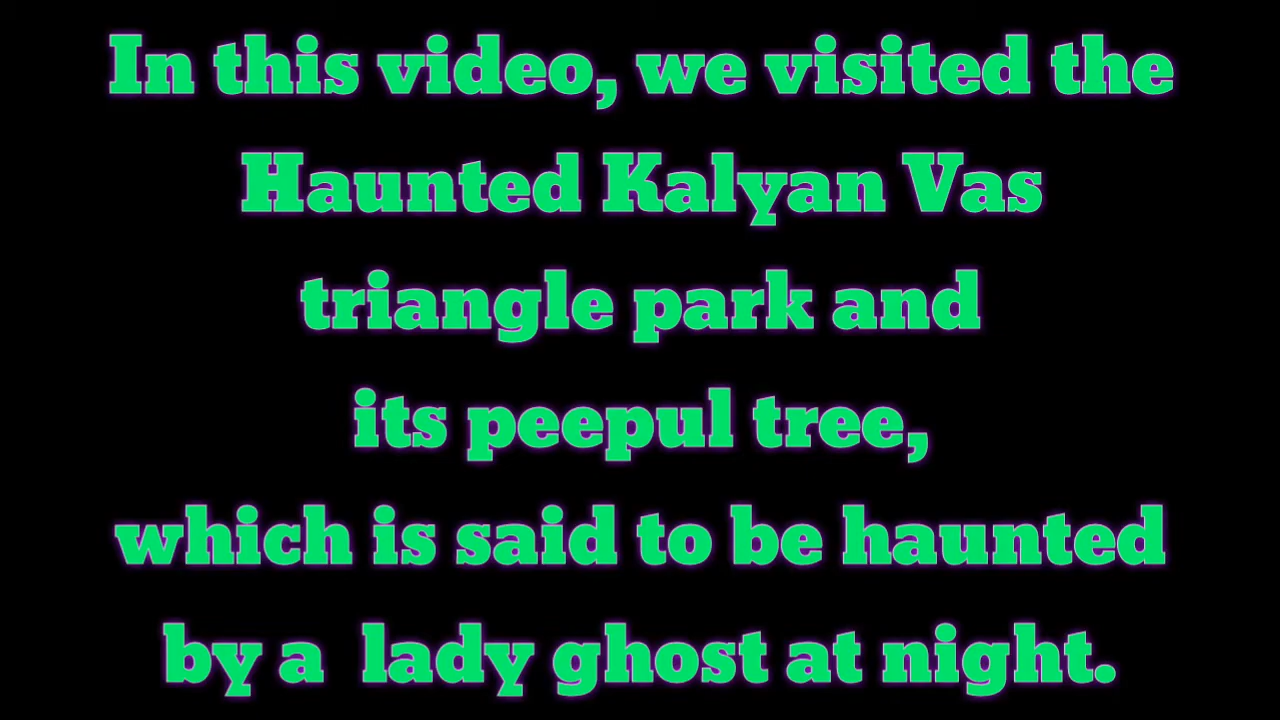 In this video, we visited the
Haunted Kalyan Vas
triangle park and
its peepul tree,
which is said to be haunted
by a  lady ghost at night.